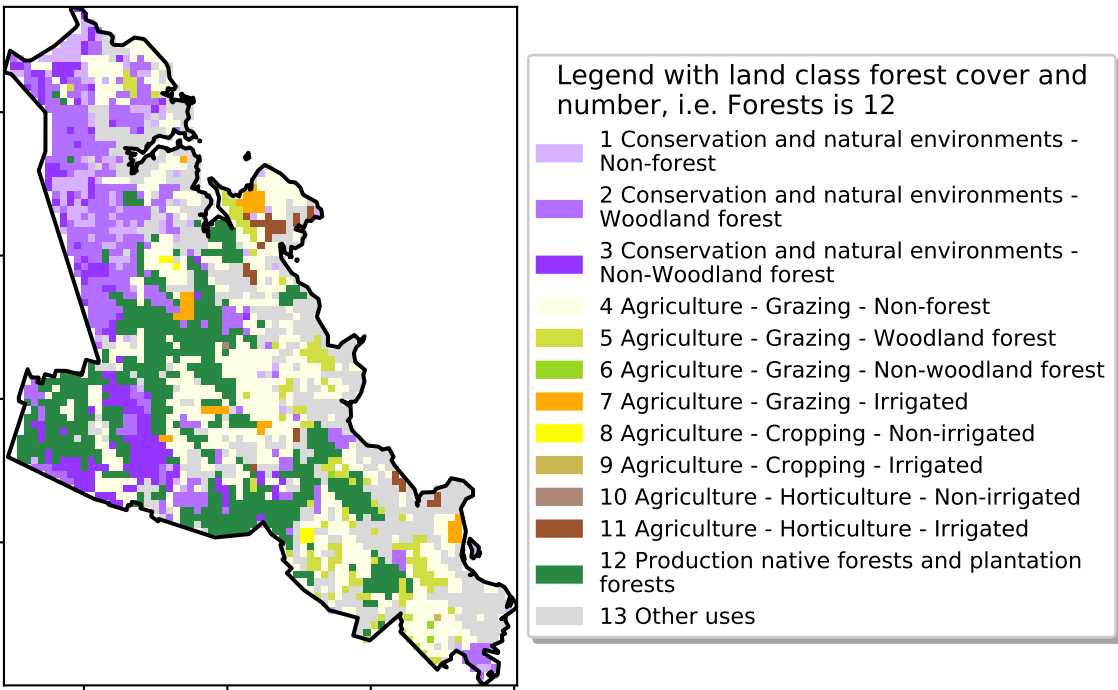 Legend with land class forest cover and
number, i.e. Forests is 12
1 Conservation and natural environments -
Non-forest
2 Conservation and natural environments -
Woodland forest
3 Conservation and natural environments -
Non-Woodland forest
4 Agriculture - Grazing - Non-forest
5 Agriculture - Grazing - Woodland forest
6 Agriculture - Grazing - Non-woodland forest
7 Agriculture - Grazing - Irrigated
8 Agriculture - Cropping - Non-irrigated
9 Agriculture - Cropping - Irrigated
10 Agriculture - Horticulture - Non-irrigated
11 Agriculture - Horticulture - Irrigated
12 Production native forests and plantation
forests
13 Other uses